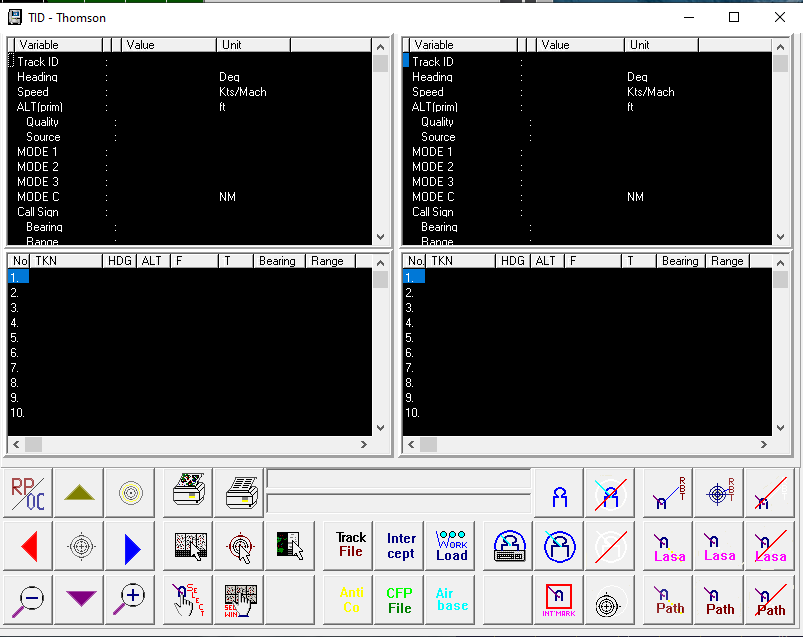 TID - Thomson
Variable Value Unit
Track ID :
Heading : Deg
Speed : Kts/Mach
ALT(prim) : ft
Quality :
Source :
MODE 1 :
MODE 2 :
MODE 3 :
MODE C : NM
Call Sign :
Bearing :
Range :
Variable Value Unit
Track ID :
Heading : Deg
Speed : Kts/Mach
ALT(prim) : ft
Quality :
Source :
MODE 1 :
MODE 2 :
MODE 3 :
MODE C : NM
Call Sign :
Bearing :
Range :
No TKN HDG ALT F T Bearing Range
1.
2.
3.
4.
5.
6.
7.
8.
9.
10.
No. TKN HDG ALT F T Bearing Range
1.
2.
3.
4.
5.
6.
7.
8.
9.
10.
RP/OC
RBT
RBT
Track
File
Inter
cept
Work
Load
Lasa
Lasa
Lasa
SELECT
SEL
WIN
Anti
Co
CFP
File
Air
base
INT'MARK
Path
Path
Path